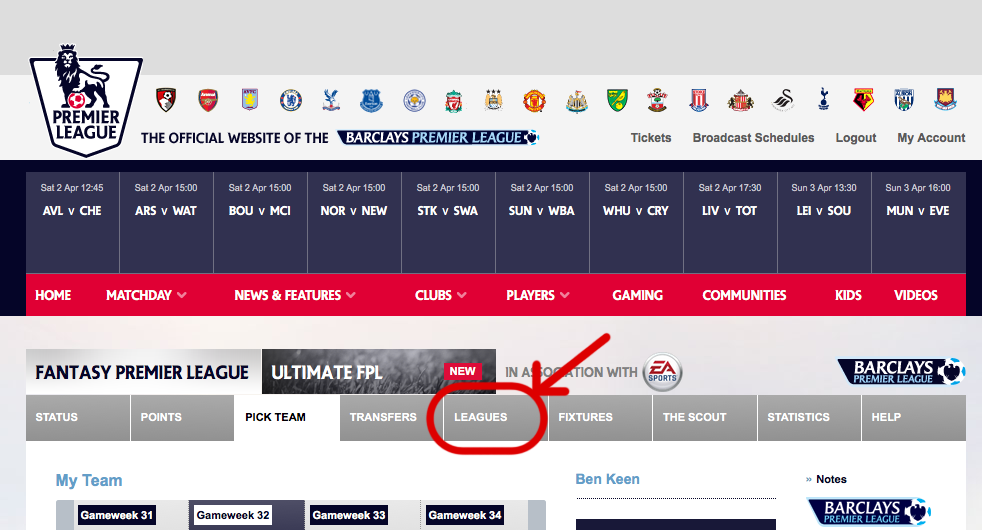 PREMIER
LEAGUE
THE OFFICIAL WEBSITE OF THE BARCLAYS PREMIER LEAGUE
Tickets Broadcast Schedules Logout My Account
Sat 2 Apr 12:45 Sat 2 Apr 15:00 Sat 2 Apr 15:00 Sat 2 Apr 15:00 Sat 2 Apr 15:00 Sat 2 Apr 15:00 Sat 2 Apr 15:00 Sat 2 Apr 17:30 Sun 3 Apr 13:30 Sun 3 Apr 16:00
AVL v CHE ARS v WAT BOU v MCI NOR v NEW STK v SWA SUN v WBA WHU v CRY LIV v TOT LEI v SOU MUN v EVE
HOME MATCHDAY NEWS & FEATURES CLUBS PLAYERS GAMING COMMUNITIES KIDS VIDEOS
FANTASY PREMIER LEAGUE ULTIMATE FPL NEW IN ASSOCIATION WITH EA SPORTS BARCLAYS PREMIER LEAGUE
STATUS POINTS PICK TEAM TRANSFERS LEAGUES FIXTURES THE SCOUT STATISTICS HELP
My Team Ben Keen » Notes
Gameweek 31 Gameweek 32 Gameweek 33 Gameweek 34 BARCLAYS PREMIER LEAGUE